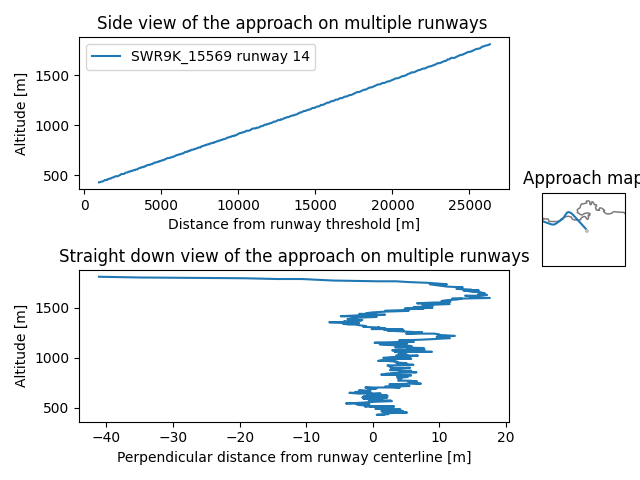 Side view of the approach on multiple runways
SWR9K_15569 runway 14
Altitude [m]
1500
1000
500
0
5000
10000
15000
20000
25000
Distance from runway threshold [m]
Approach map
Straight down view of the approach on multiple runways
Altitude [m]
1500
1000
500
−40
−30
−20
−10
0
10
20
Perpendicular distance from runway centerline [m]